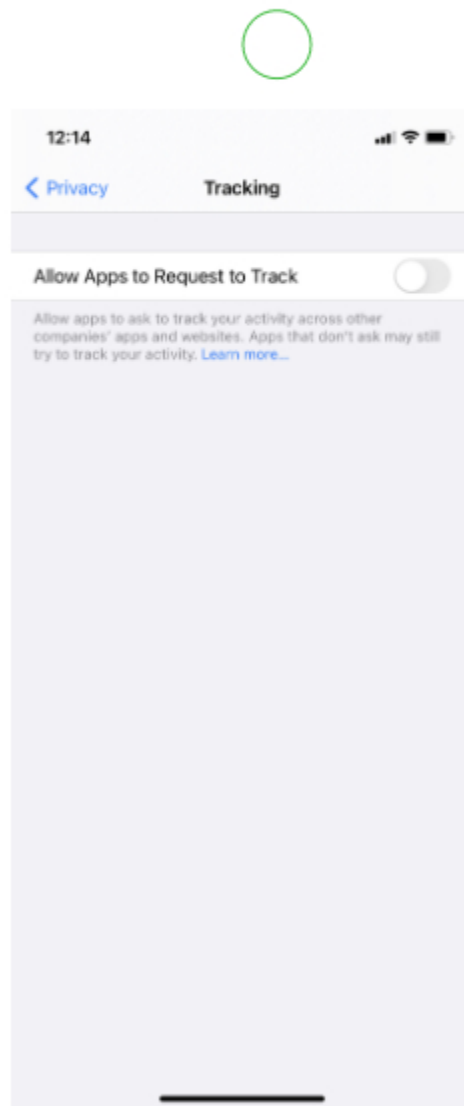 12:14
Privacy
Tracking
Allow Apps to Request to Track
Allow apps to ask to track your activity across other
companies' apps and websites. Apps that don't ask may still
try to track your activity. Learn more...